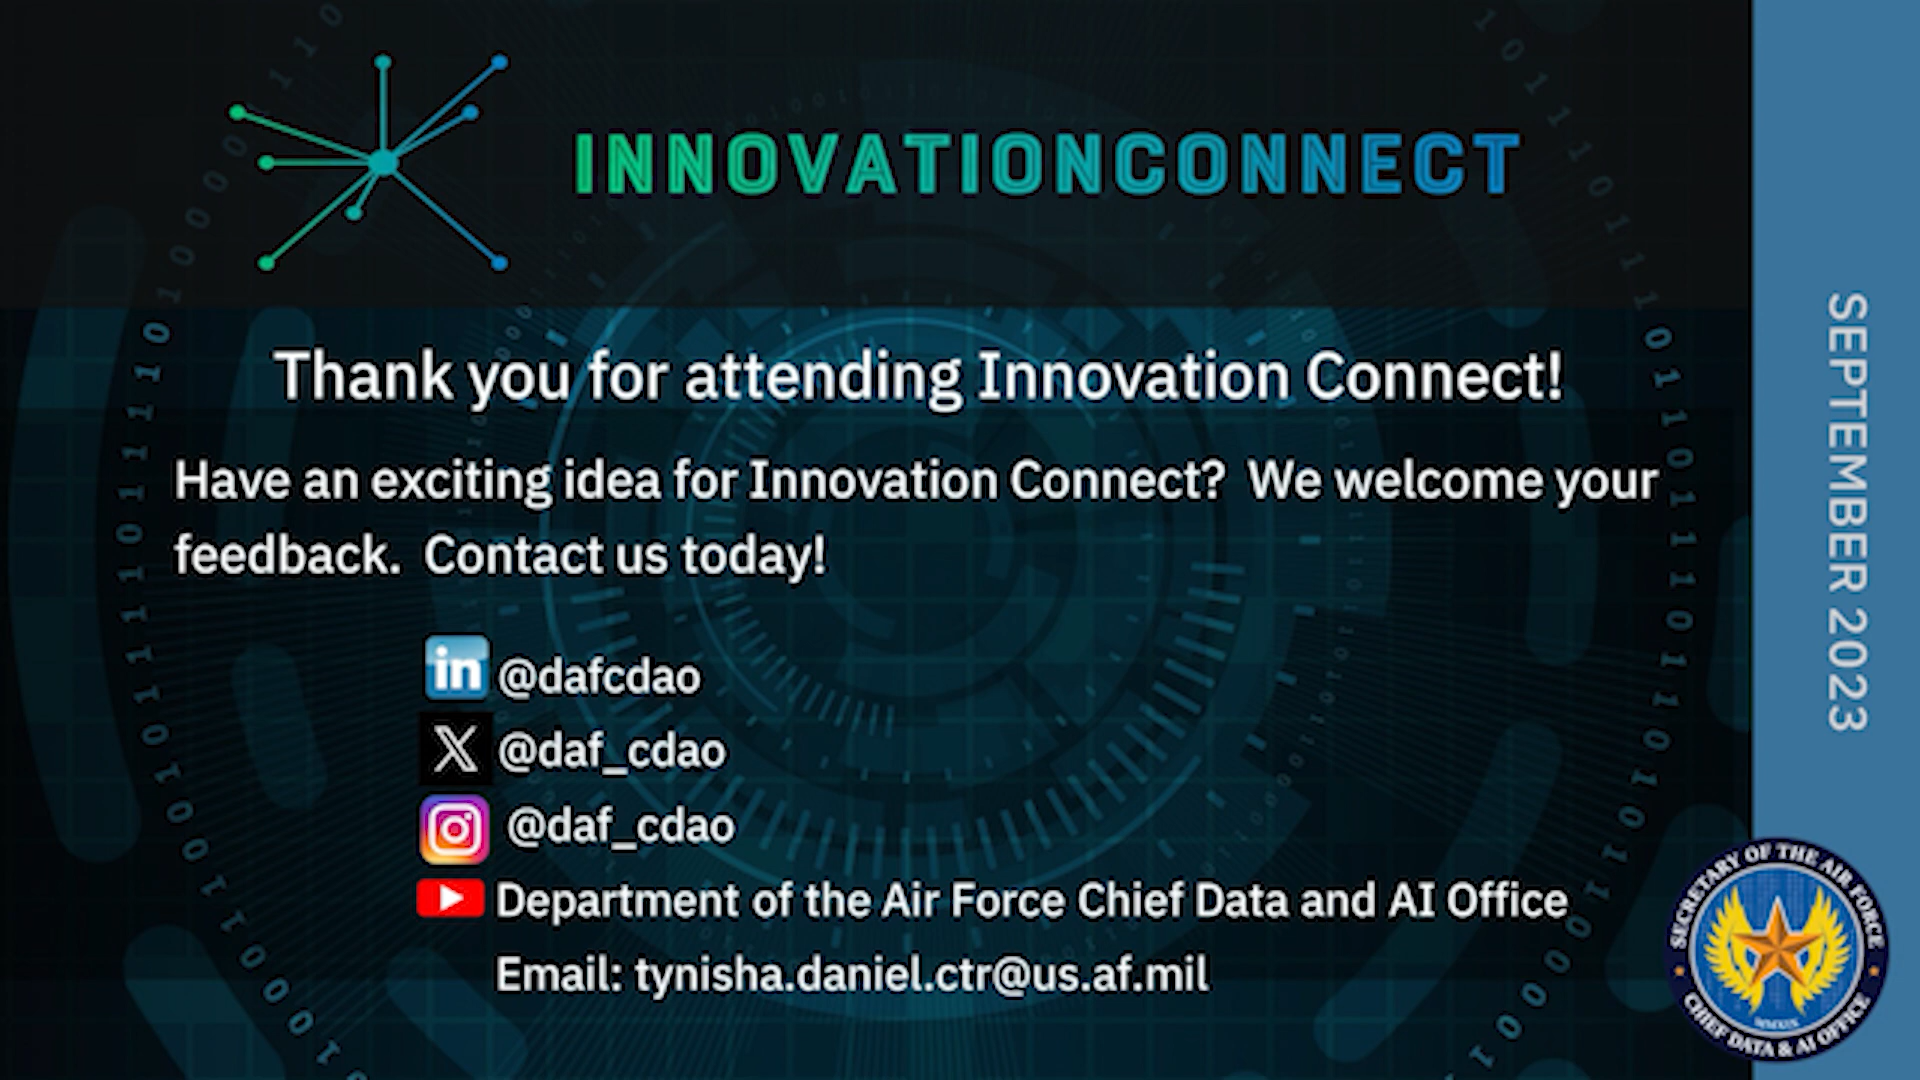 INNOVATIONCONNECT
Thank you for attending Innovation Connect!
Have an exciting idea for Innovation Connect?  We welcome your
feedback.  Contact us today!
in @dafcdao
X @daf_cdao
@daf_cdao
Department of the Air Force Chief Data and AI Office
Email: tynisha.daniel.ctr@us.af.mil
SEPTEMBER 2023
SECRETARY OF THE AIR FORCE
CHIEF DATA & AI OFFICE